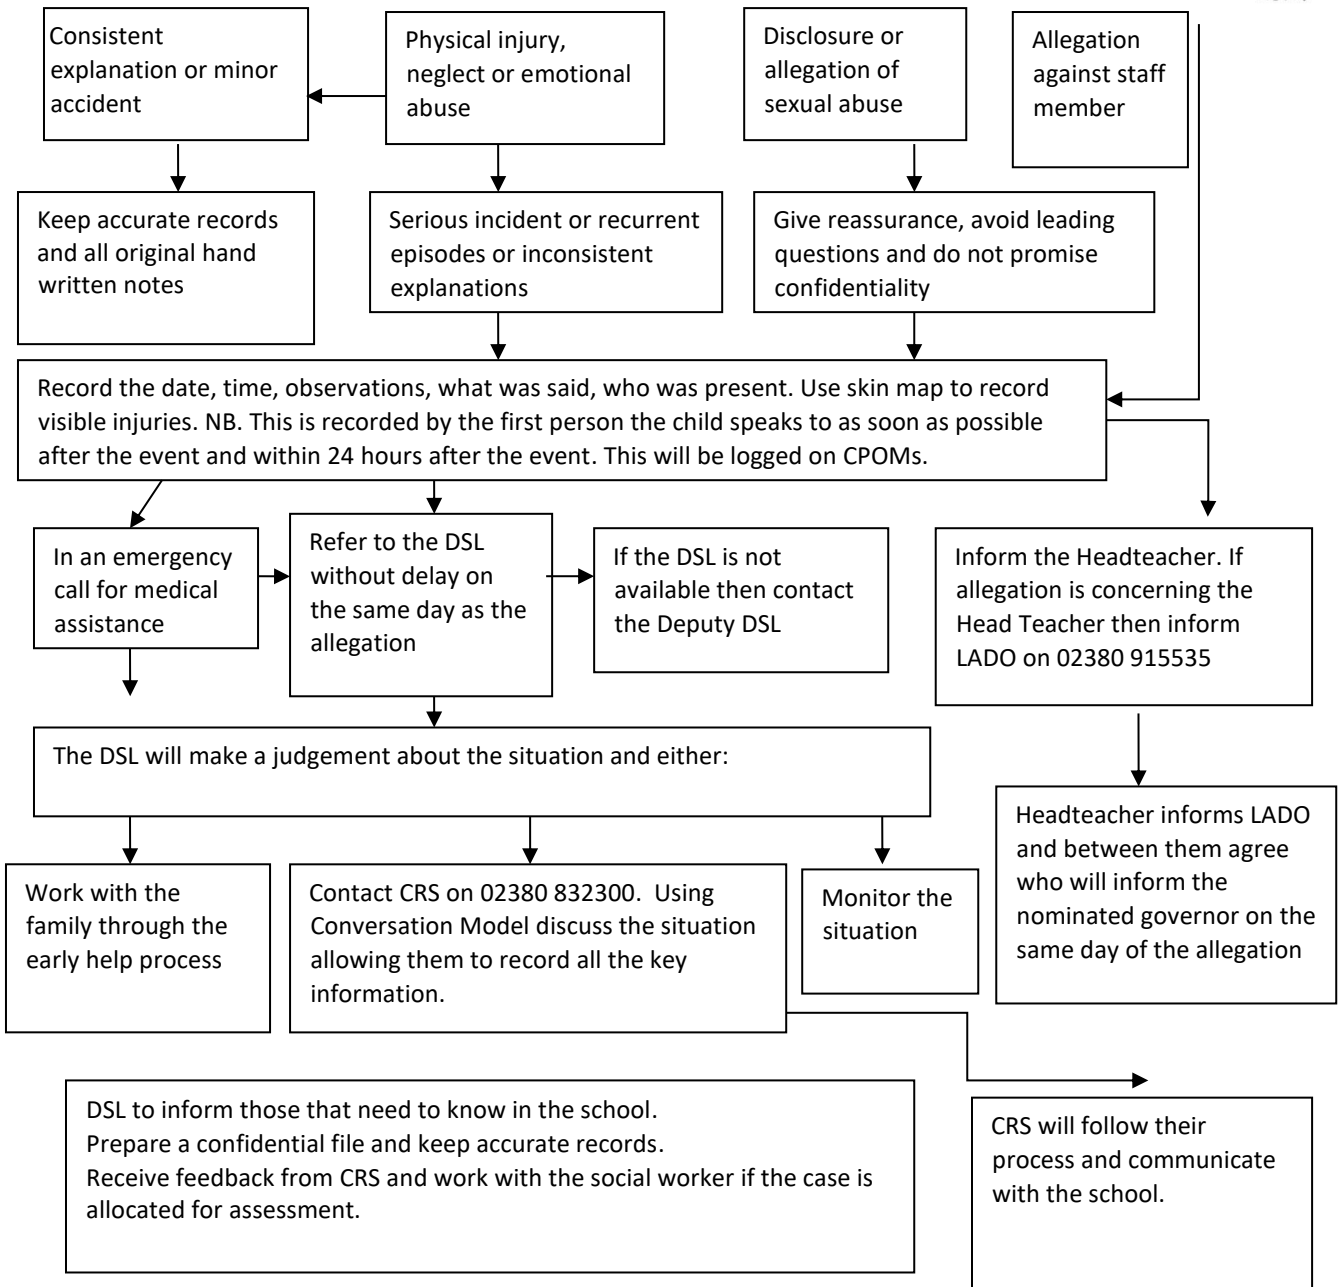 Consistent
explanation or minor
accident
Physical injury,
neglect or emotional
abuse
Disclosure or
allegation of
sexual abuse
Allegation
against staff
member
Keep accurate records
and all original hand
written notes
Serious incident or recurrent
episodes or inconsistent
explanations
Give reassurance, avoid leading
questions and do not promise
confidentiality
Record the date, time, observations, what was said, who was present. Use skin map to record
visible injuries. NB. This is recorded by the first person the child speaks to as soon as possible
after the event and within 24 hours after the event. This will be logged on CPOMs.
In an emergency
call for medical
assistance
Refer to the DSL
without delay on
the same day as the
allegation
If the DSL is not
available then contact
the Deputy DSL
Inform the Headteacher. If
allegation is concerning the
Head Teacher then inform
LADO on 02380 915535
The DSL will make a judgement about the situation and either:
Headteacher informs LADO
and between them agree
who will inform the
nominated governor on the
same day of the allegation
Work with the
family through the
early help process
Contact CRS on 02380 832300.  Using
Conversation Model discuss the situation
allowing them to record all the key
information.
Monitor the
situation
DSL to inform those that need to know in the school.
Prepare a confidential file and keep accurate records.
Receive feedback from CRS and work with the social worker if the case is
allocated for assessment.
CRS will follow their
process and communicate
with the school.